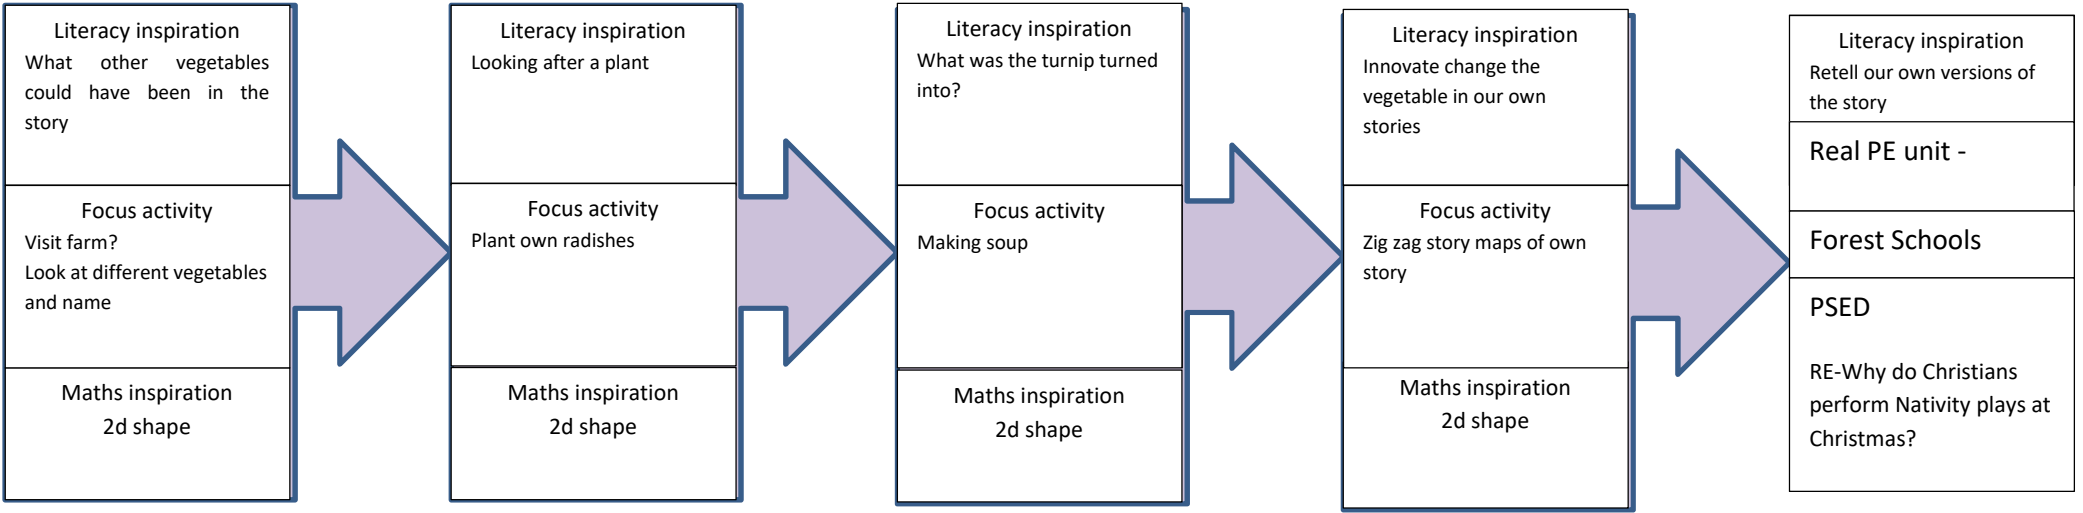 Literacy inspiration
What other vegetables
could have been in the
story
Focus activity
Visit farm?
Look at different vegetables
and name
Maths inspiration
2d shape
Literacy inspiration
Looking after a plant
Focus activity
Plant own radishes
Maths inspiration
2d shape
Literacy inspiration
What was the turnip turned
into?
Focus activity
Making soup
Maths inspiration
2d shape
Literacy inspiration
Innovate change the
vegetable in our own
stories
Focus activity
Zig zag story maps of own
story
Maths inspiration
2d shape
Literacy inspiration
Retell our own versions of
the story
Real PE unit -
Forest Schools
PSED
RE-Why do Christians
perform Nativity plays at
Christmas?